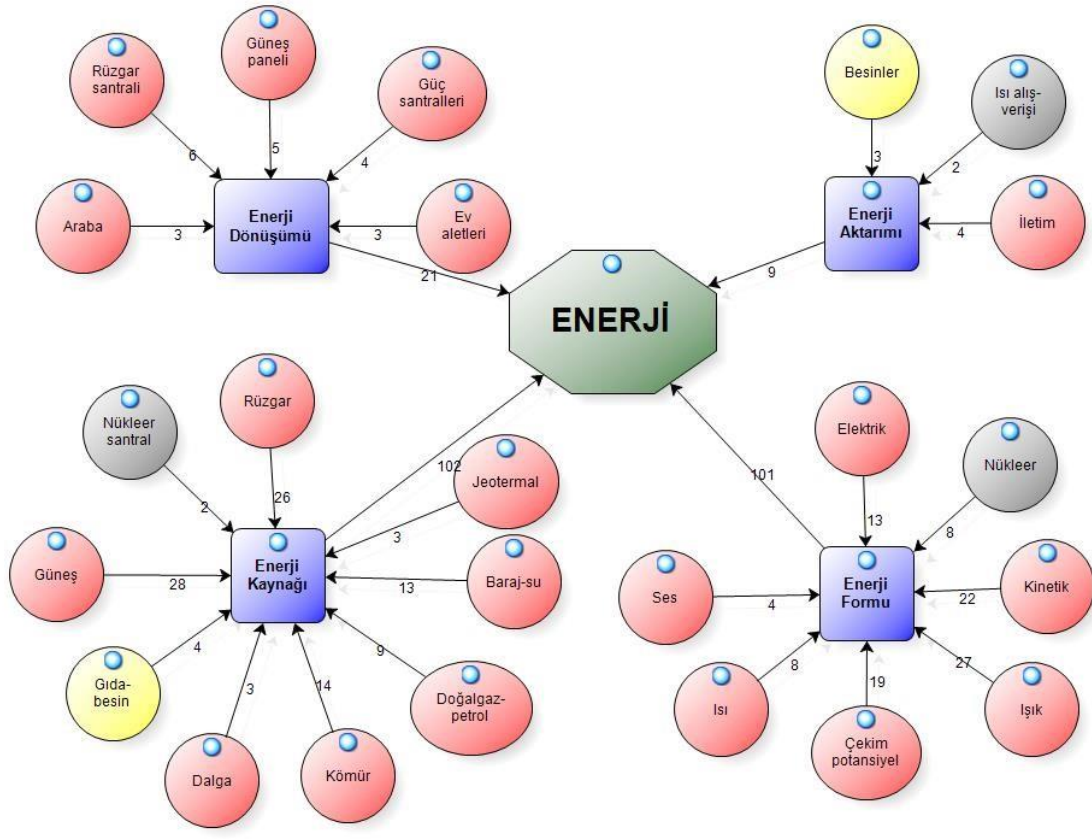 Güneş
paneli
Rüzgar
santrali
Güç
santralleri
6
5
4
Araba
3
Enerji
Dönüşümü
3
Ev
aletleri
21
Besinler
Isı alış-
verişi
3
2
Enerji
Aktarımı
4
İletim
9
ENERJİ
Rüzgar
Nükleer
santral
102
Jeotermal
2
26
3
Güneş
28
Enerji
Kaynağı
13
Baraj-su
4
Gıda-
besin
3
14
9
Doğalgaz-
petrol
Dalga
Kömür
101
Elektrik
Nükleer
13
8
Ses
4
Enerji
Formu
22
Kinetik
8
19
27
Isı
Çekim
potansiyel
Işık